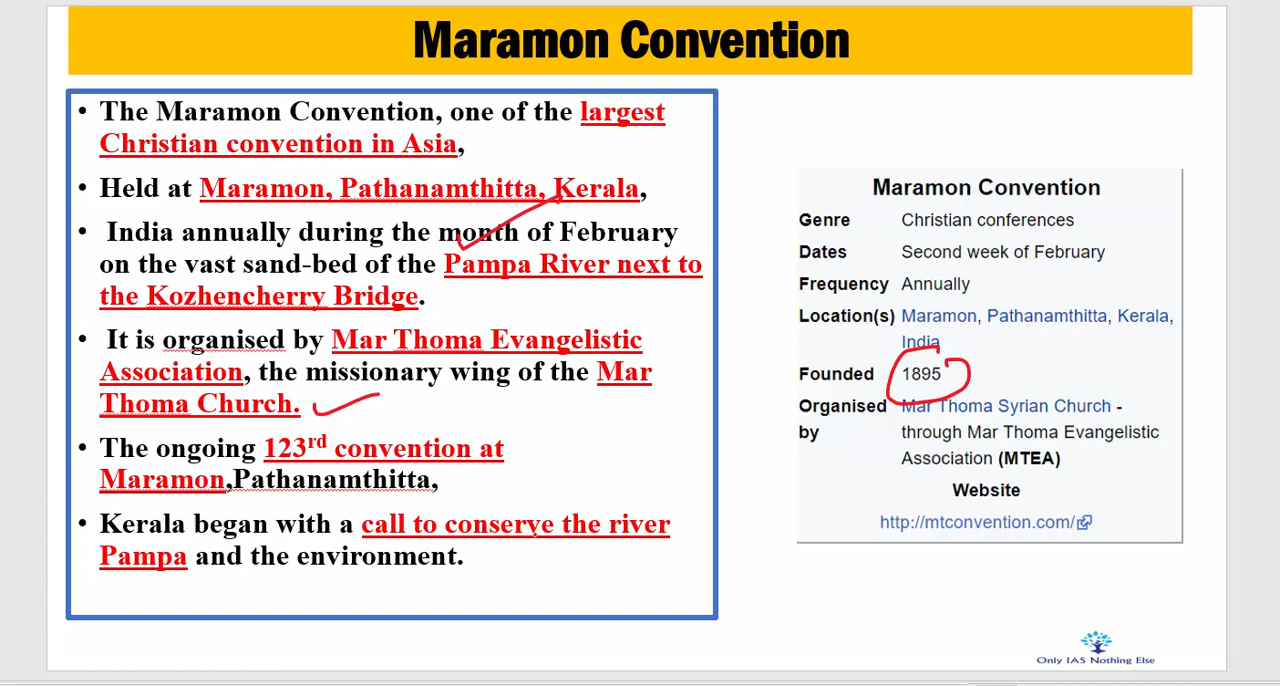 Maramon Convention
• The Maramon Convention, one of the largest
Christian convention in Asia,
• Held at Maramon, Pathanamthitta, Kerala,
• India annually during the month of February
on the vast sand-bed of the Pampa River next to
the Kozhencherry Bridge.
• It is organised by Mar Thoma Evangelistic
Association, the missionary wing of the Mar
Thoma Church.
• The ongoing 123rd convention at
Maramon,Pathanamthitta,
• Kerala began with a call to conserve the river
Pampa and the environment.
Maramon Convention
Genre Christian conferences
Dates Second week of February
Frequency Annually
Location(s) Maramon, Pathanamthitta, Kerala,
India
Founded 1895
Organised Mar Thoma Syrian Church -
by through Mar Thoma Evangelistic
Association (MTEA)
Website
http://mtconvention.com/
Only IAS Nothing Else